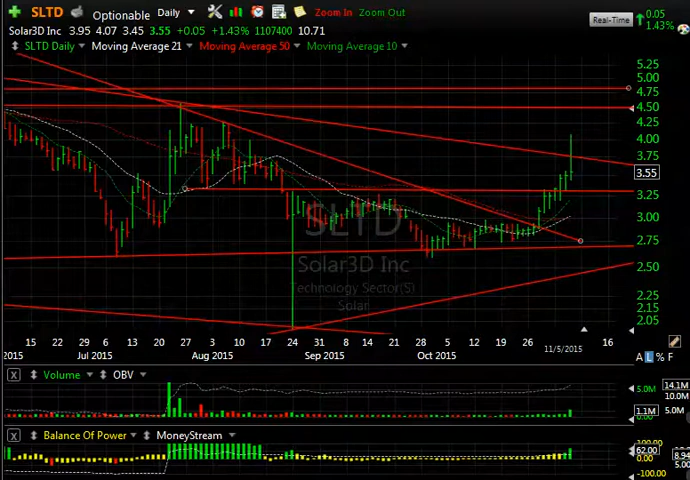 SLTD Optionable Daily Zoom In Zoom Out Real-Time 0.05
1.43%
Solar3D Inc 3.95 4.07 3.45 3.55 +0.05 +1.43% 1107400 10.71
SLTD Daily Moving Average 21 Moving Average 50 Moving Average 10
5.25
5.00
4.75
4.50
4.00
3.75
3.55
3.25
3.00
2.75
2.50
2.25
2.15
2.05
SLTD
Solar3D Inc
Technology Sector(S)
Solar
15 22 29 6 13 20 27 3 10 17 24 31 8 14 21 28 5 12 19 26 16
2015 Jul 2015 Aug 2015 Sep 2015 Oct 2015 11/5/2015
A L % F
X Volume OBV
14.1M
5.0M 10.0M
1.1M
X Balance Of Power MoneyStream
100.00
62.00
0.00 8.94
-100.00